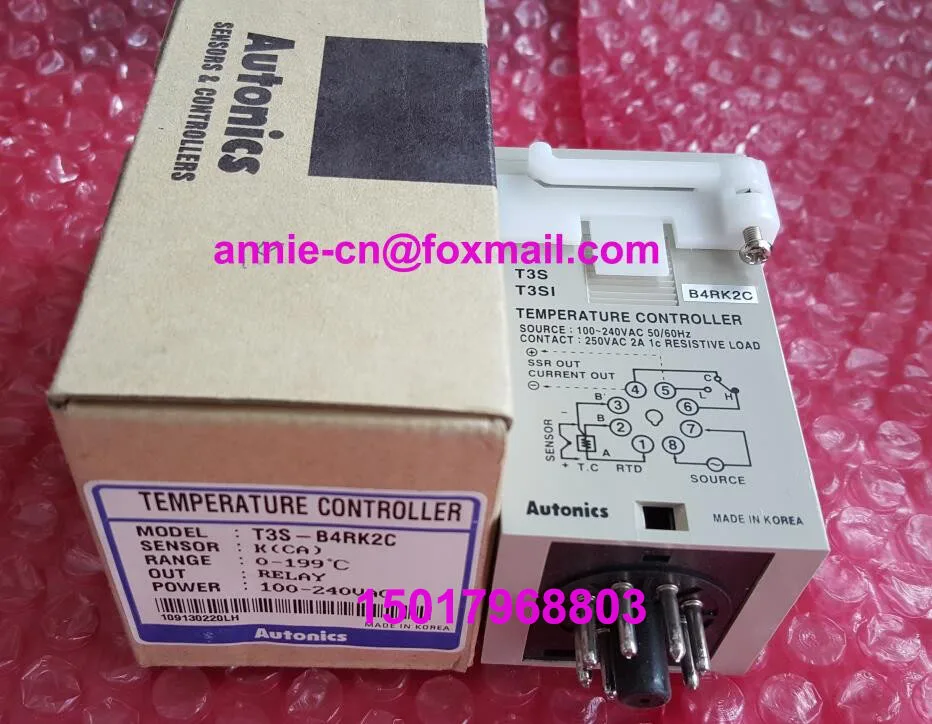 Autonics
SENSORS & CONTROLLERS
annie-cn@foxmail.com
T3S
T3SI
B4RK2C
TEMPERATURE CONTROLLER
SOURCE : 100~240VAC 50/60Hz
CONTACT : 250VAC 2A 1c RESISTIVE LOAD
⊕
SSR OUT
CURRENT OUT
⊖
C
L
H
4
5
B'
3
6
B
2
7
A
1
8
SENSOR
-
+ T.C RTD
SOURCE
Autonics
MADE IN KOREA
TEMPERATURE CONTROLLER
MODEL : T3S-B4RK2C
SENSOR : K(CA)
RANGE : 0-199℃
OUT : RELAY
POWER : 100-240VAC
15017968803
109130220LH
MADE IN KOREA
Autonics